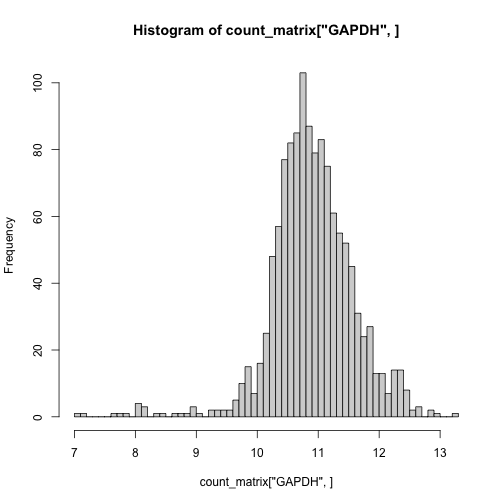 Histogram of count_matrix["GAPDH", ]
Frequency
100
80
60
40
20
0
7 8 9 10 11 12 13
count_matrix["GAPDH", ]